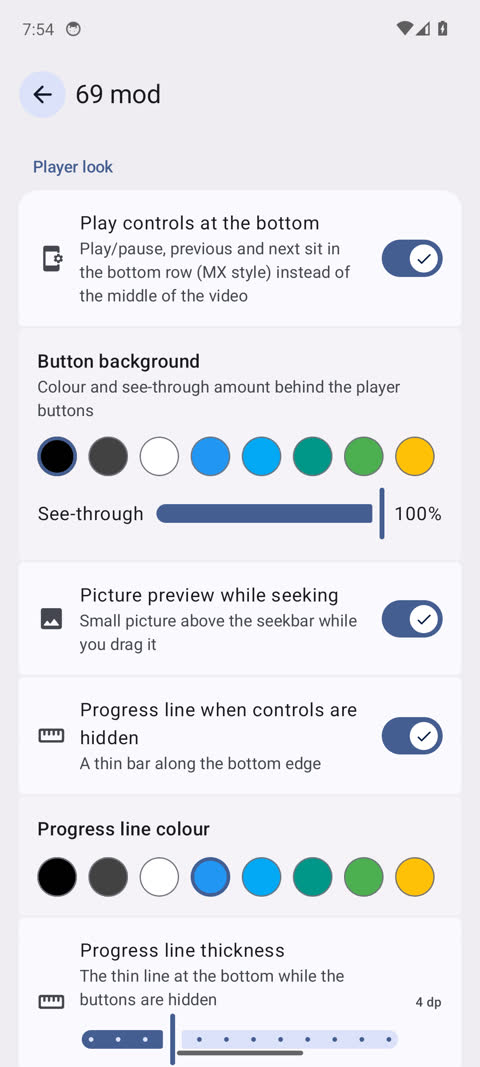 7:54
69 mod
Player look
Play controls at the bottom
Play/pause, previous and next sit in
the bottom row (MX style) instead of
the middle of the video
Button background
Colour and see-through amount behind the player
buttons
See-through 100%
Picture preview while seeking
Small picture above the seekbar while
you drag it
Progress line when controls are
hidden
A thin bar along the bottom edge
Progress line colour
Progress line thickness
The thin line at the bottom while the
buttons are hidden
4 dp